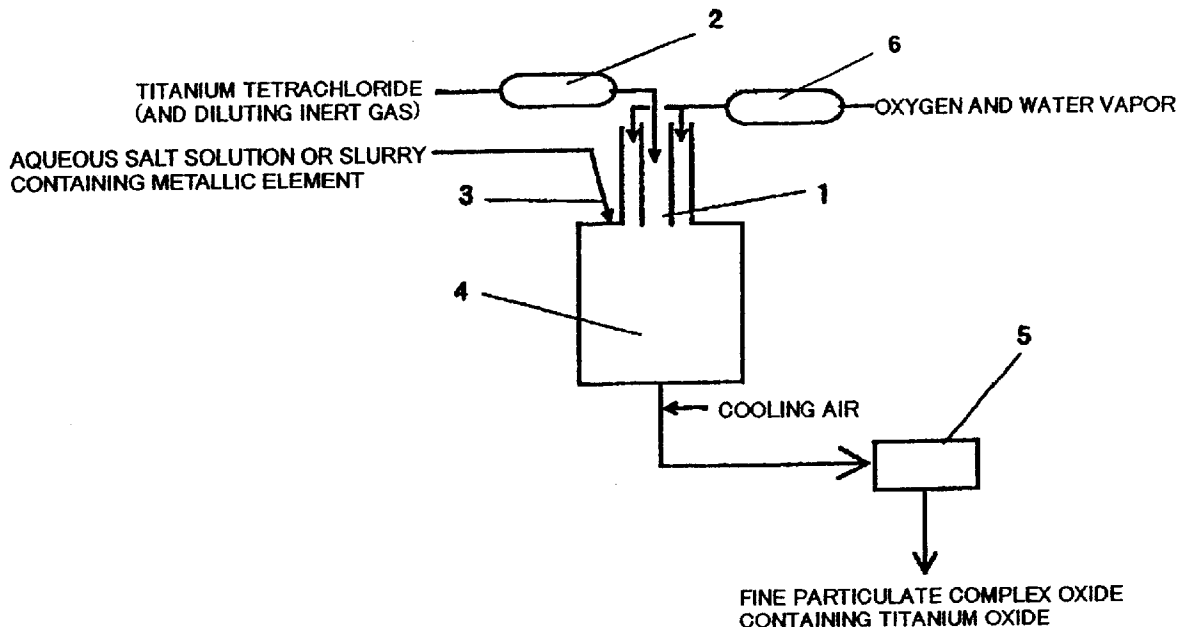 2
6
TITANIUM TETRACHLORIDE
(AND DILUTING INERT GAS)
OXYGEN AND WATER VAPOR
AQUEOUS SALT SOLUTION OR SLURRY
CONTAINING METALLIC ELEMENT
3
1
4
5
COOLING AIR
FINE PARTICULATE COMPLEX OXIDE
CONTAINING TITANIUM OXIDE